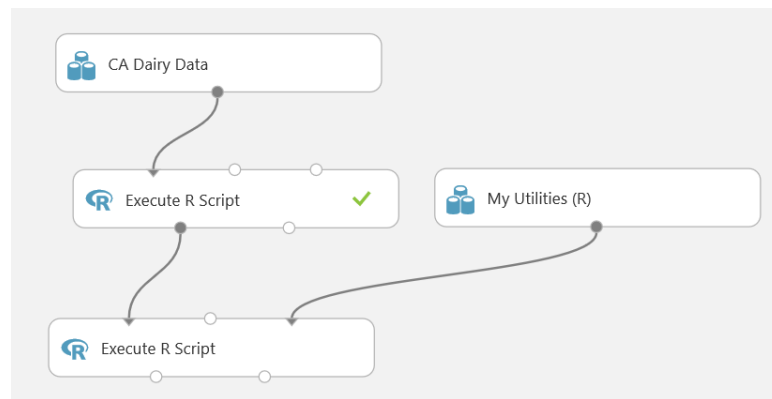 CA Dairy Data
R Execute R Script
My Utilities (R)
R Execute R Script